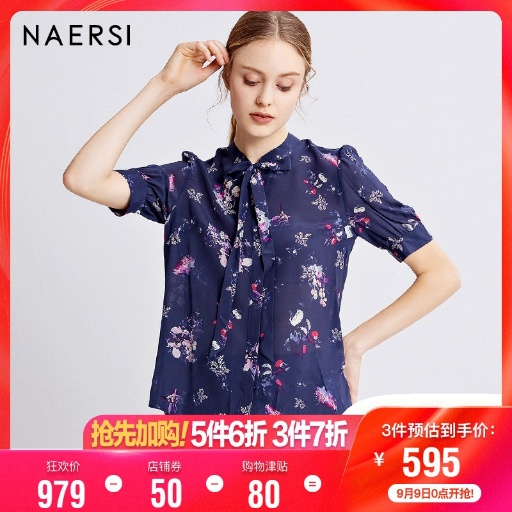 NAERSI
抢先加购! 5件6折 3件7折
3件预估到手价:
¥ 595
9月9日0点开抢!
狂欢价 店铺券 购物津贴
979 - 50 - 80 =